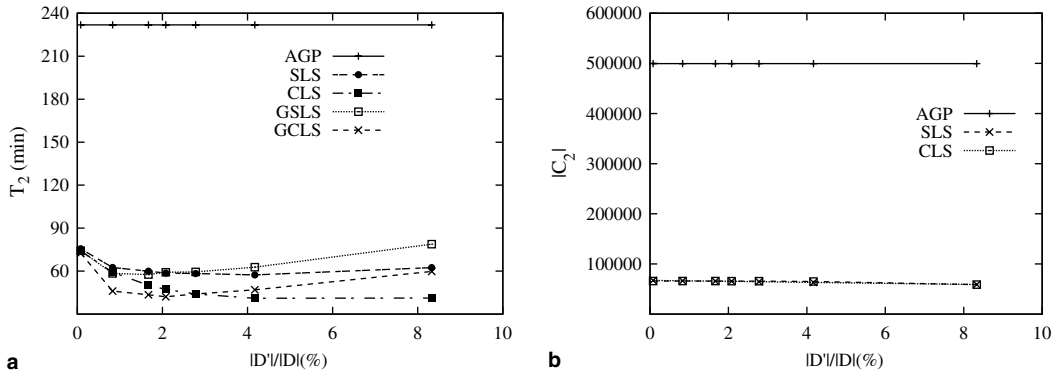 240
210
180
150
120
90
60
T2 (min)
AGP
SLS
CLS
GSLS
GCLS
0 2 4 6 8 10
|D'|/|D|(%)
a
600000
500000
400000
300000
200000
100000
|C2|
AGP
SLS
CLS
0 2 4 6 8 10
|D'|/|D|(%)
b